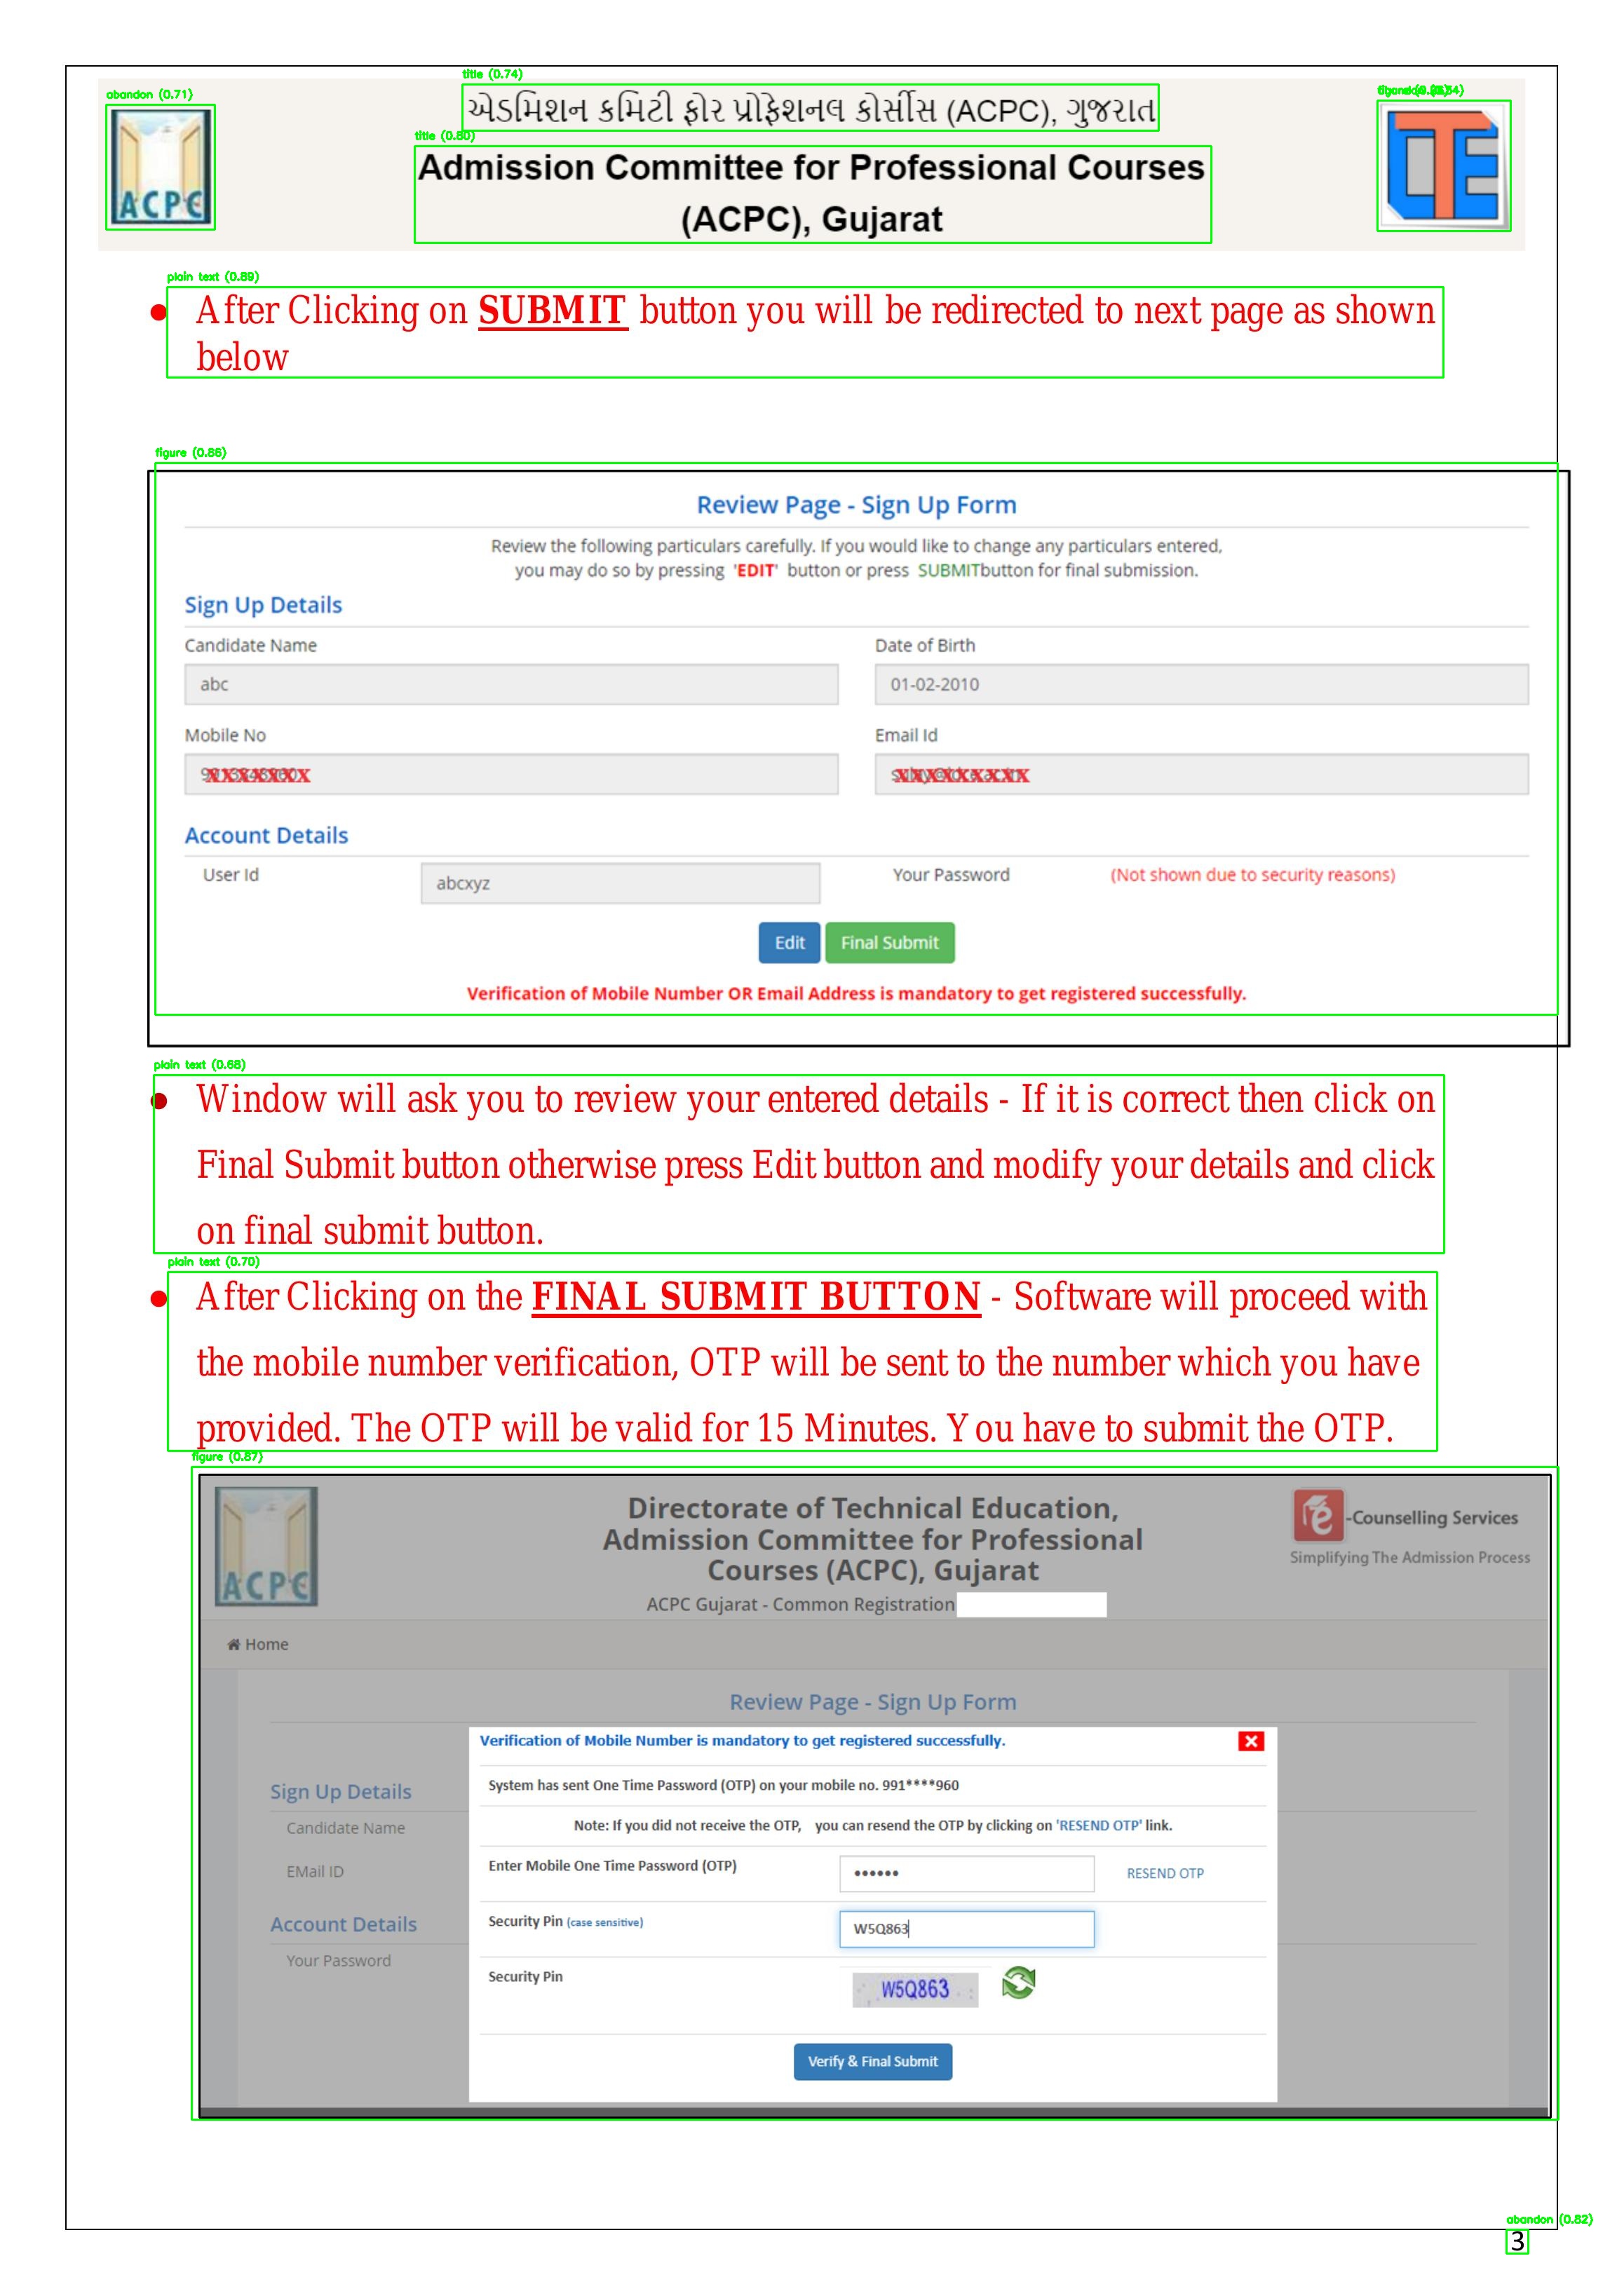 abandon (0.71)
title (0.74)
એડમિશન કમિટી ફોર પ્રોફેશનલ કોર્સીસ (ACPC), ગુજરાત
title (0.80)
Admission Committee for Professional Courses
(ACPC), Gujarat
ACPC
plain text (0.89)
• After Clicking on SUBMIT button you will be redirected to next page as shown
below
figure (0.86)
Review Page - Sign Up Form
Review the following particulars carefully. If you would like to change any particulars entered,
you may do so by pressing 'EDIT' button or press SUBMITbutton for final submission.
Sign Up Details
Candidate Name Date of Birth
abc 01-02-2010
Mobile No Email Id
XXXXXXX XXXXXXXXX
Account Details
User Id abcxyz Your Password (Not shown due to security reasons)
Edit Final Submit
Verification of Mobile Number OR Email Address is mandatory to get registered successfully.
plain text (0.68)
• Window will ask you to review your entered details - If it is correct then click on
Final Submit button otherwise press Edit button and modify your details and click
on final submit button.
plain text (0.70)
• After Clicking on the FINAL SUBMIT BUTTON - Software will proceed with
the mobile number verification, OTP will be sent to the number which you have
provided. The OTP will be valid for 15 Minutes. You have to submit the OTP.
figure (0.87)
ACPC
Directorate of Technical Education,
Admission Committee for Professional
Courses (ACPC), Gujarat
ACPC Gujarat - Common Registration
e-Counselling Services
Simplifying The Admission Process
Home
Review Page - Sign Up Form
Verification of Mobile Number is mandatory to get registered successfully.
System has sent One Time Password (OTP) on your mobile no. 991****960
Sign Up Details
Note: If you did not receive the OTP, you can resend the OTP by clicking on 'RESEND OTP' link.
Candidate Name
Enter Mobile One Time Password (OTP) •••••• RESEND OTP
EMail ID
Security Pin (case sensitive) W5Q863
Account Details
Your Password
Security Pin W5Q863
Verify & Final Submit
abandon (0.82)
3